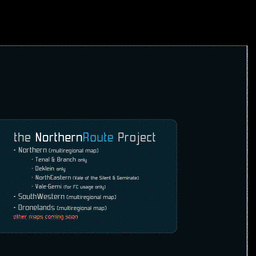 the NorthernRoute Project
• Northern (multiregional map)
• Tenal & Branch only
• Deklein only
• NorthEastern (Vale of the Silent & Geminate)
• Vale-Gemi (for FC usage only)
• SouthWestern (multiregional map)
• Dronelands (multiregional map)
other maps coming soon